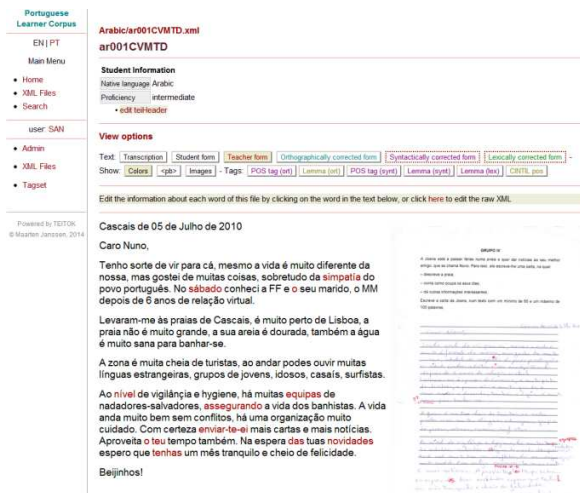 Portuguese
Learner Corpus
EN | PT
Main Menu
Home
XML Files
Search
user: SAN
Admin
XML Files
Tagset
Powered by TEITOK
© Maarten Janssen, 2014
Arabic/ar001CVMTD.xml
ar001CVMTD
Student Information
Native language Arabic
Proficiency intermediate
edit teiHeader
View options
Text: Transcription Student form Teacher form Orthographically corrected form Syntactically corrected form Lexically corrected form -
Show: Colors <pb> Images - Tags: POS tag (ort) Lemma (ort) POS tag (synt) Lemma (synt) Lemma (lex) CINTIL pos
Edit the information about each word of this file by clicking on the word in the text below, or click here to edit the raw XML
Cascais de 05 de Julho de 2010
Caro Nuno,
Tenho sorte de vir para cá, mesmo a vida é muito diferente da
nossa, mas gostei de muitas coisas, sobretudo da simpatía do
povo português. No sábado conheci a FF e o seu marido, o MM
depois de 6 anos de relação virtual.
Levaram-me às praias de Cascais, é muito perto de Lisboa, a
praia não é muito grande, a sua areia é dourada, também a água
é muito sana para banhar-se.
A zona é muita cheia de turistas, ao andar podes ouvir muitas
línguas estrangeiras, grupos de jovens, idosos, casaís, surfistas.
Ao nível de vigilânçia e higiene, há muitas equipas de
nadadores-salvadores, assegurando a vida dos banhistas. A vida
anda muito bem sem conflitos, há uma organização muito
cuidado. Com certeza enviar-te-ei mais cartas e mais notícias.
Aproveita o teu tempo também. Na espera das tuas novidades
espero que tenhas um mês tranquilo e cheio de felicidade.
Beijinhos!
GRUPO IV